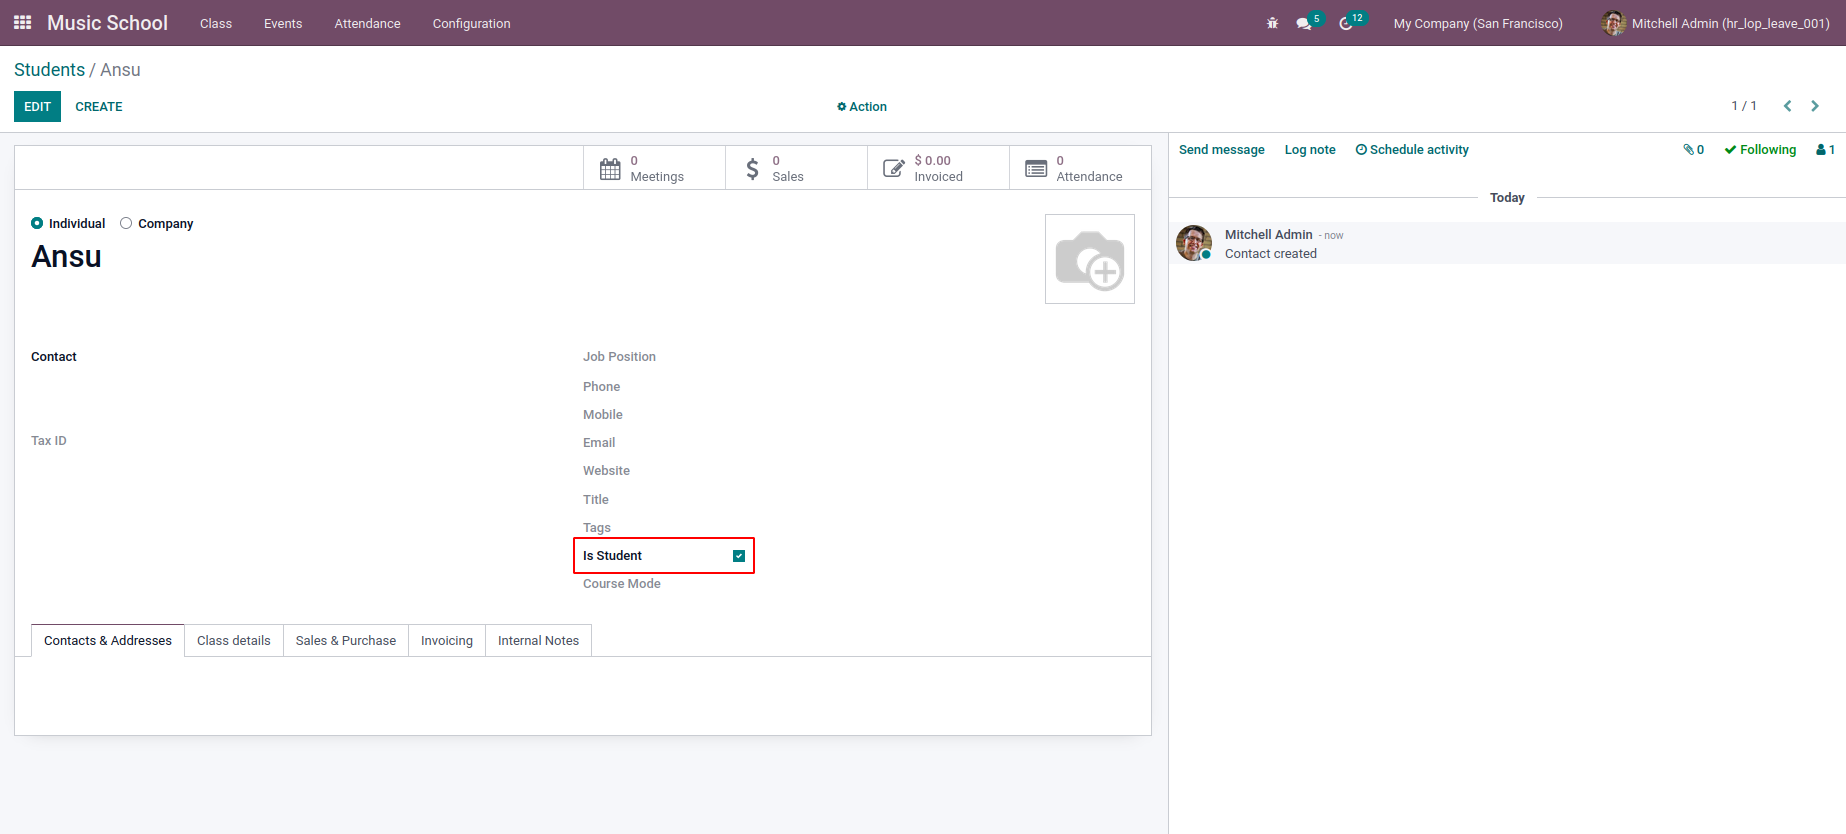 Music School Class Events Attendance Configuration 5 12 My Company (San Francisco) Mitchell Admin (hr_lop_leave_001)
Students / Ansu
EDIT CREATE Action 1 / 1
0 Meetings
0 Sales
$ 0.00 Invoiced
0 Attendance
Individual Company
Ansu
Contact
Tax ID
Job Position
Phone
Mobile
Email
Website
Title
Tags
Is Student
Course Mode
Contacts & Addresses Class details Sales & Purchase Invoicing Internal Notes
Send message Log note Schedule activity 0 Following 1
Today
Mitchell Admin - now
Contact created